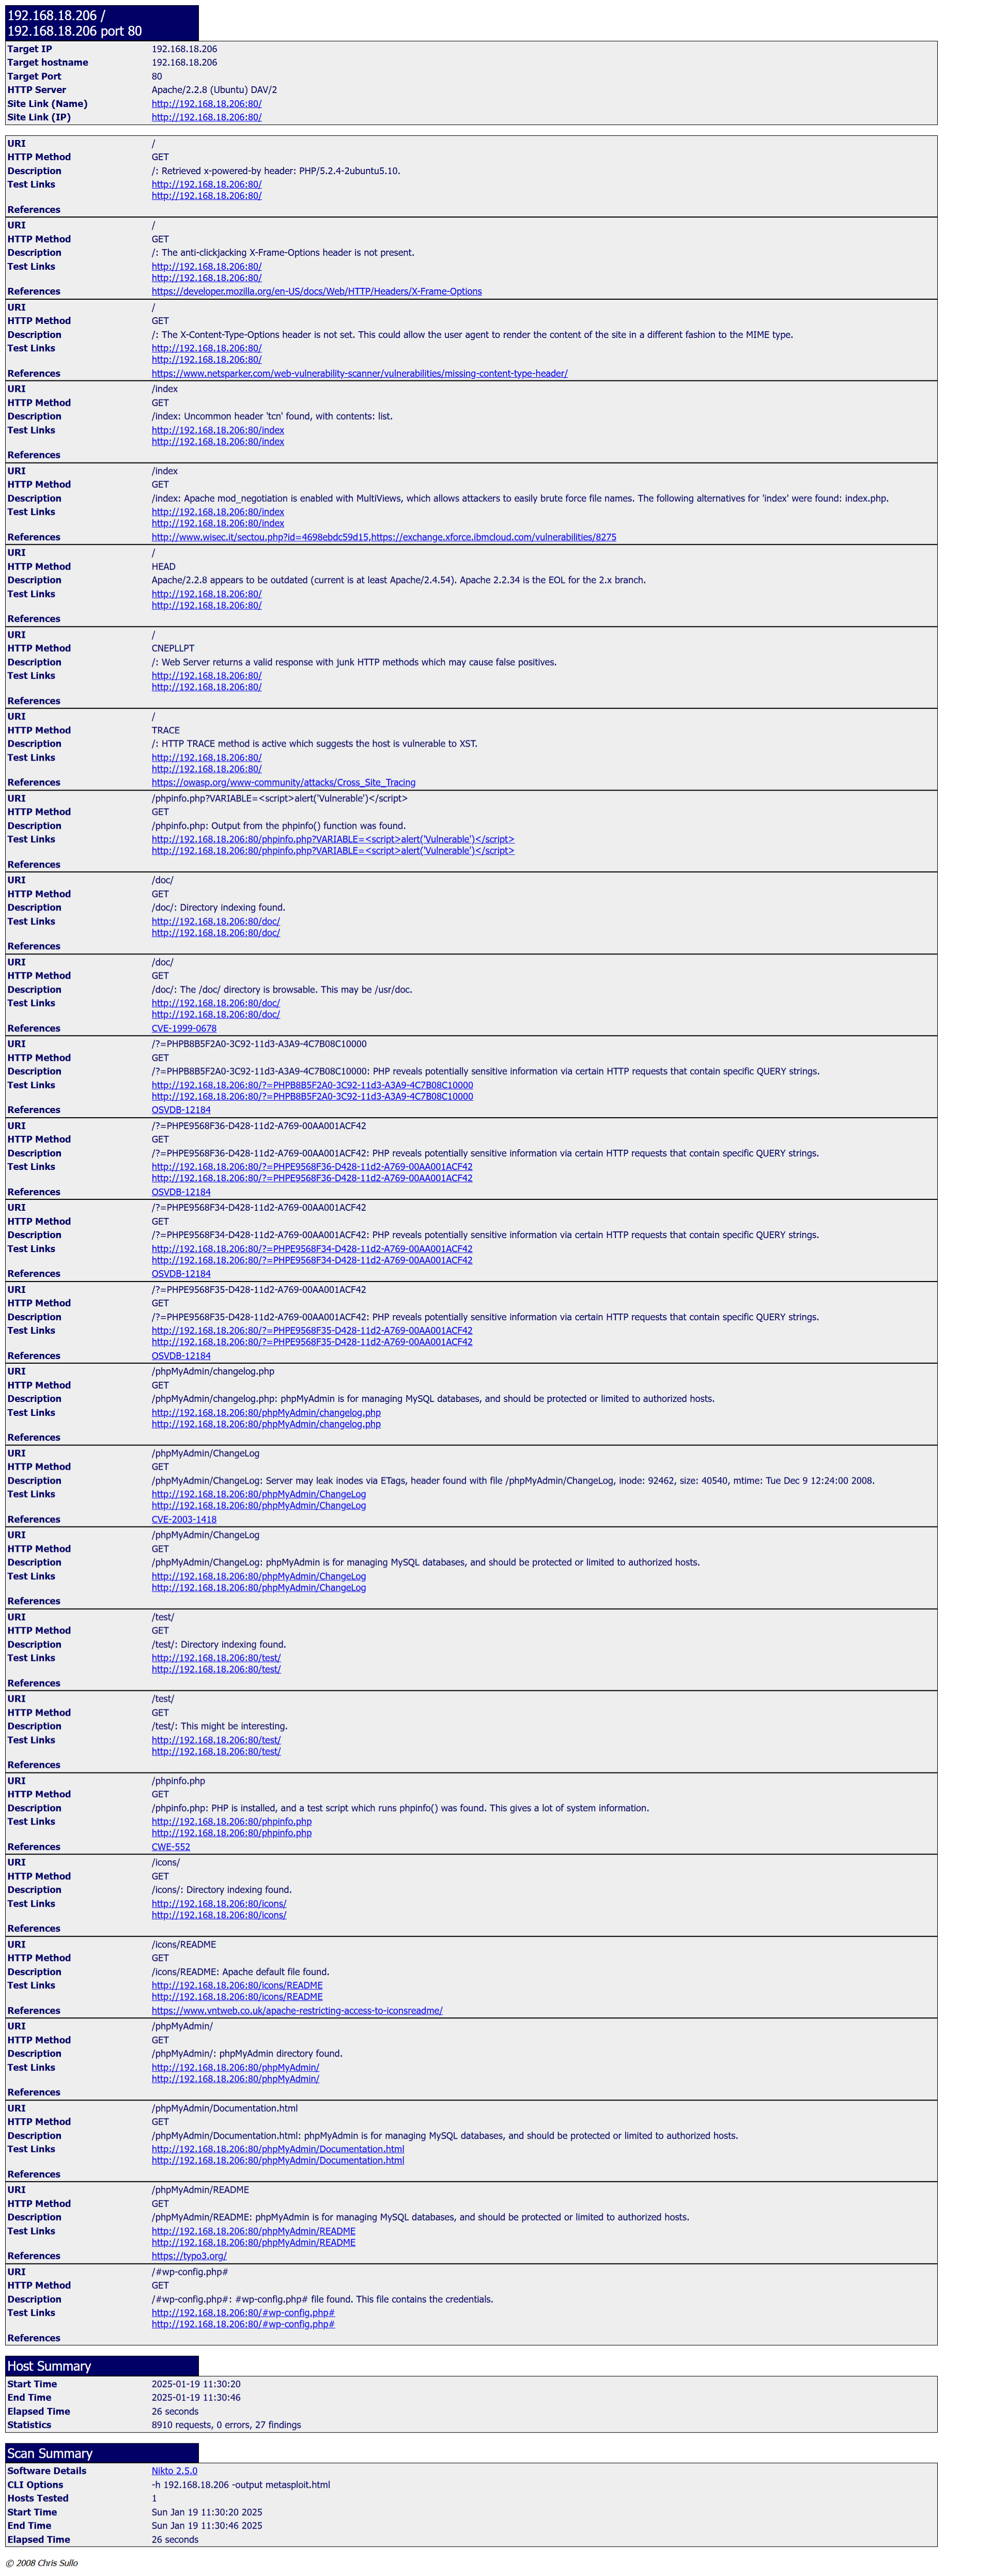 192.168.18.206 /
192.168.18.206 port 80
Target IP 192.168.18.206
Target hostname 192.168.18.206
Target Port 80
HTTP Server Apache/2.2.8 (Ubuntu) DAV/2
Site Link (Name) http://192.168.18.206:80/
Site Link (IP) http://192.168.18.206:80/
URI /
HTTP Method GET
Description /: Retrieved x-powered-by header: PHP/5.2.4-2ubuntu5.10.
Test Links http://192.168.18.206:80/
http://192.168.18.206:80/
References
URI /
HTTP Method GET
Description /: The anti-clickjacking X-Frame-Options header is not present.
Test Links http://192.168.18.206:80/
http://192.168.18.206:80/
References https://developer.mozilla.org/en-US/docs/Web/HTTP/Headers/X-Frame-Options
URI /
HTTP Method GET
Description /: The X-Content-Type-Options header is not set. This could allow the user agent to render the content of the site in a different fashion to the MIME type.
Test Links http://192.168.18.206:80/
http://192.168.18.206:80/
References https://www.netsparker.com/web-vulnerability-scanner/vulnerabilities/missing-content-type-header/
URI /index
HTTP Method GET
Description /index: Uncommon header 'tcn' found, with contents: list.
Test Links http://192.168.18.206:80/index
http://192.168.18.206:80/index
References
URI /index
HTTP Method GET
Description /index: Apache mod_negotiation is enabled with MultiViews, which allows attackers to easily brute force file names. The following alternatives for 'index' were found: index.php.
Test Links http://192.168.18.206:80/index
http://192.168.18.206:80/index
References http://www.wisec.it/sectou.php?id=4698ebdc59d15,https://exchange.xforce.ibmcloud.com/vulnerabilities/8275
URI /
HTTP Method HEAD
Description Apache/2.2.8 appears to be outdated (current is at least Apache/2.4.54). Apache 2.2.34 is the EOL for the 2.x branch.
Test Links http://192.168.18.206:80/
http://192.168.18.206:80/
References
URI /
HTTP Method CNEPLLPT
Description /: Web Server returns a valid response with junk HTTP methods which may cause false positives.
Test Links http://192.168.18.206:80/
http://192.168.18.206:80/
References
URI /
HTTP Method TRACE
Description /: HTTP TRACE method is active which suggests the host is vulnerable to XST.
Test Links http://192.168.18.206:80/
http://192.168.18.206:80/
References https://owasp.org/www-community/attacks/Cross_Site_Tracing
URI /phpinfo.php?VARIABLE=<script>alert('Vulnerable')</script>
HTTP Method GET
Description /phpinfo.php: Output from the phpinfo() function was found.
Test Links http://192.168.18.206:80/phpinfo.php?VARIABLE=<script>alert('Vulnerable')</script>
http://192.168.18.206:80/phpinfo.php?VARIABLE=<script>alert('Vulnerable')</script>
References
URI /doc/
HTTP Method GET
Description /doc/: Directory indexing found.
Test Links http://192.168.18.206:80/doc/
http://192.168.18.206:80/doc/
References
URI /doc/
HTTP Method GET
Description /doc/: The /doc/ directory is browsable. This may be /usr/doc.
Test Links http://192.168.18.206:80/doc/
http://192.168.18.206:80/doc/
References CVE-1999-0678
URI /?=PHPB8B5F2A0-3C92-11d3-A3A9-4C7B08C10000
HTTP Method GET
Description /?=PHPB8B5F2A0-3C92-11d3-A3A9-4C7B08C10000: PHP reveals potentially sensitive information via certain HTTP requests that contain specific QUERY strings.
Test Links http://192.168.18.206:80/?=PHPB8B5F2A0-3C92-11d3-A3A9-4C7B08C10000
http://192.168.18.206:80/?=PHPB8B5F2A0-3C92-11d3-A3A9-4C7B08C10000
References OSVDB-12184
URI /?=PHPE9568F36-D428-11d2-A769-00AA001ACF42
HTTP Method GET
Description /?=PHPE9568F36-D428-11d2-A769-00AA001ACF42: PHP reveals potentially sensitive information via certain HTTP requests that contain specific QUERY strings.
Test Links http://192.168.18.206:80/?=PHPE9568F36-D428-11d2-A769-00AA001ACF42
http://192.168.18.206:80/?=PHPE9568F36-D428-11d2-A769-00AA001ACF42
References OSVDB-12184
URI /?=PHPE9568F34-D428-11d2-A769-00AA001ACF42
HTTP Method GET
Description /?=PHPE9568F34-D428-11d2-A769-00AA001ACF42: PHP reveals potentially sensitive information via certain HTTP requests that contain specific QUERY strings.
Test Links http://192.168.18.206:80/?=PHPE9568F34-D428-11d2-A769-00AA001ACF42
http://192.168.18.206:80/?=PHPE9568F34-D428-11d2-A769-00AA001ACF42
References OSVDB-12184
URI /?=PHPE9568F35-D428-11d2-A769-00AA001ACF42
HTTP Method GET
Description /?=PHPE9568F35-D428-11d2-A769-00AA001ACF42: PHP reveals potentially sensitive information via certain HTTP requests that contain specific QUERY strings.
Test Links http://192.168.18.206:80/?=PHPE9568F35-D428-11d2-A769-00AA001ACF42
http://192.168.18.206:80/?=PHPE9568F35-D428-11d2-A769-00AA001ACF42
References OSVDB-12184
URI /phpMyAdmin/changelog.php
HTTP Method GET
Description /phpMyAdmin/changelog.php: phpMyAdmin is for managing MySQL databases, and should be protected or limited to authorized hosts.
Test Links http://192.168.18.206:80/phpMyAdmin/changelog.php
http://192.168.18.206:80/phpMyAdmin/changelog.php
References
URI /phpMyAdmin/ChangeLog
HTTP Method GET
Description /phpMyAdmin/ChangeLog: Server may leak inodes via ETags, header found with file /phpMyAdmin/ChangeLog, inode: 92462, size: 40540, mtime: Tue Dec 9 12:24:00 2008.
Test Links http://192.168.18.206:80/phpMyAdmin/ChangeLog
http://192.168.18.206:80/phpMyAdmin/ChangeLog
References CVE-2003-1418
URI /phpMyAdmin/ChangeLog
HTTP Method GET
Description /phpMyAdmin/ChangeLog: phpMyAdmin is for managing MySQL databases, and should be protected or limited to authorized hosts.
Test Links http://192.168.18.206:80/phpMyAdmin/ChangeLog
http://192.168.18.206:80/phpMyAdmin/ChangeLog
References
URI /test/
HTTP Method GET
Description /test/: Directory indexing found.
Test Links http://192.168.18.206:80/test/
http://192.168.18.206:80/test/
References
URI /test/
HTTP Method GET
Description /test/: This might be interesting.
Test Links http://192.168.18.206:80/test/
http://192.168.18.206:80/test/
References
URI /phpinfo.php
HTTP Method GET
Description /phpinfo.php: PHP is installed, and a test script which runs phpinfo() was found. This gives a lot of system information.
Test Links http://192.168.18.206:80/phpinfo.php
http://192.168.18.206:80/phpinfo.php
References CWE-552
URI /icons/
HTTP Method GET
Description /icons/: Directory indexing found.
Test Links http://192.168.18.206:80/icons/
http://192.168.18.206:80/icons/
References
URI /icons/README
HTTP Method GET
Description /icons/README: Apache default file found.
Test Links http://192.168.18.206:80/icons/README
http://192.168.18.206:80/icons/README
References https://www.vntweb.co.uk/apache-restricting-access-to-iconsreadme/
URI /phpMyAdmin/
HTTP Method GET
Description /phpMyAdmin/: phpMyAdmin directory found.
Test Links http://192.168.18.206:80/phpMyAdmin/
http://192.168.18.206:80/phpMyAdmin/
References
URI /phpMyAdmin/Documentation.html
HTTP Method GET
Description /phpMyAdmin/Documentation.html: phpMyAdmin is for managing MySQL databases, and should be protected or limited to authorized hosts.
Test Links http://192.168.18.206:80/phpMyAdmin/Documentation.html
http://192.168.18.206:80/phpMyAdmin/Documentation.html
References
URI /phpMyAdmin/README
HTTP Method GET
Description /phpMyAdmin/README: phpMyAdmin is for managing MySQL databases, and should be protected or limited to authorized hosts.
Test Links http://192.168.18.206:80/phpMyAdmin/README
http://192.168.18.206:80/phpMyAdmin/README
References https://typo3.org/
URI /#wp-config.php#
HTTP Method GET
Description /#wp-config.php#: #wp-config.php# file found. This file contains the credentials.
Test Links http://192.168.18.206:80/#wp-config.php#
http://192.168.18.206:80/#wp-config.php#
References
Host Summary
Start Time 2025-01-19 11:30:20
End Time 2025-01-19 11:30:46
Elapsed Time 26 seconds
Statistics 8910 requests, 0 errors, 27 findings
Scan Summary
Software Details Nikto 2.5.0
CLI Options -h 192.168.18.206 -output metasploit.html
Hosts Tested 1
Start Time Sun Jan 19 11:30:20 2025
End Time Sun Jan 19 11:30:46 2025
Elapsed Time 26 seconds
© 2008 Chris Sullo